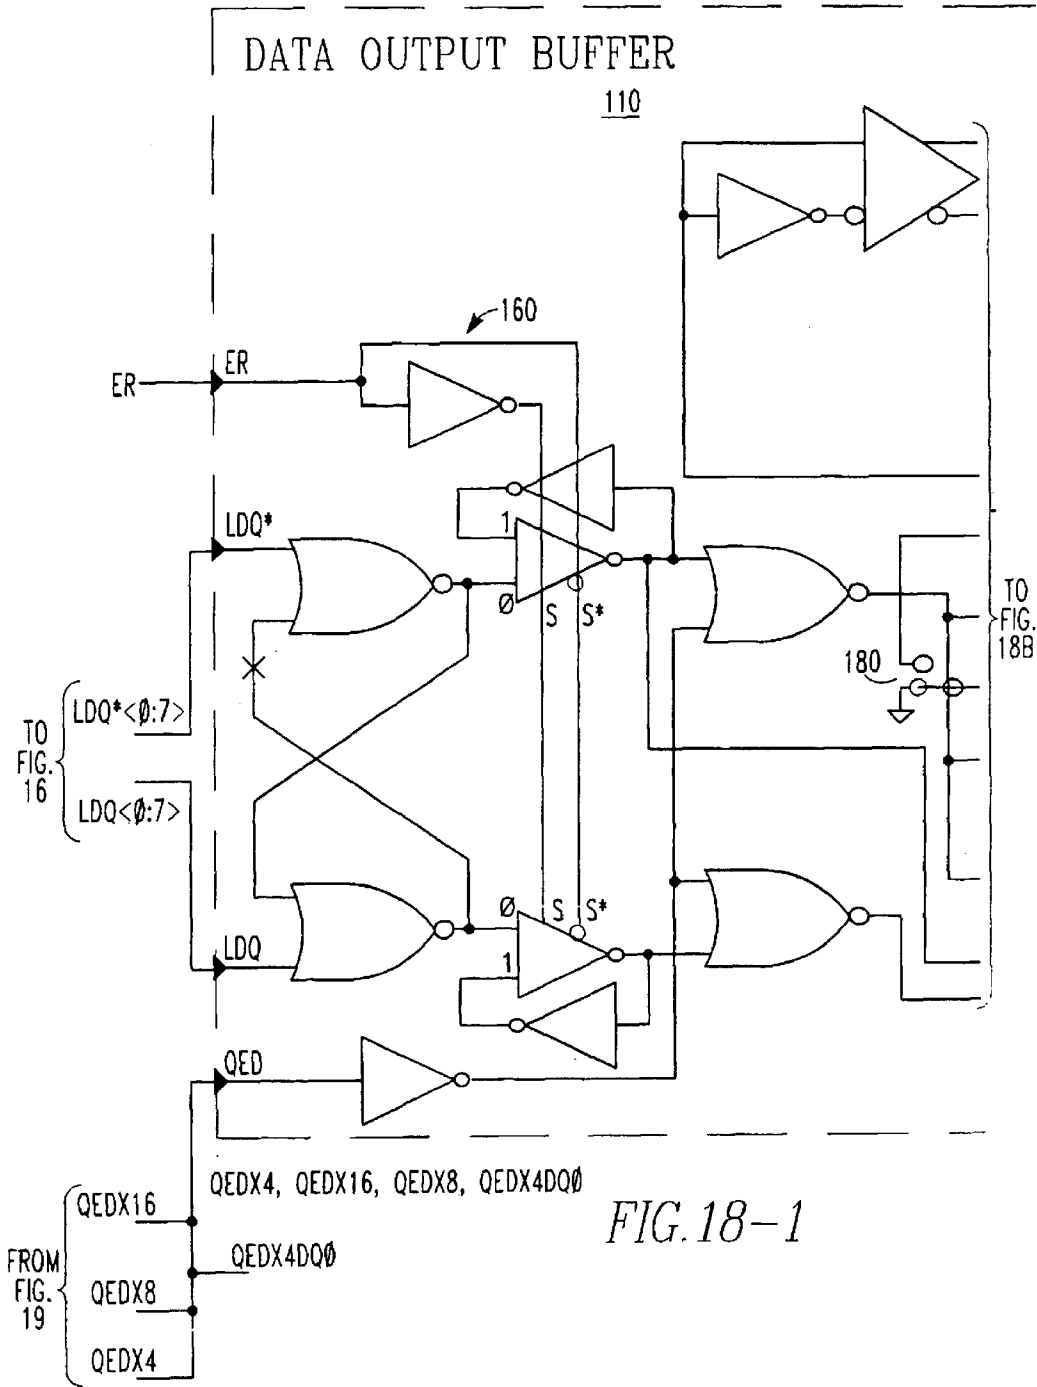 DATA OUTPUT BUFFER
110
160
ER
ER
LDQ*
1
Ø
S
S*
TO
FIG.
18B
180
TO
FIG.
16
LDQ*<Ø:7>
LDQ<Ø:7>
Ø
S
S*
1
LDQ
QED
QEDX4, QEDX16, QEDX8, QEDX4DQØ
FIG.18-1
FROM
FIG.
19
QEDX16
QEDX4DQØ
QEDX8
QEDX4